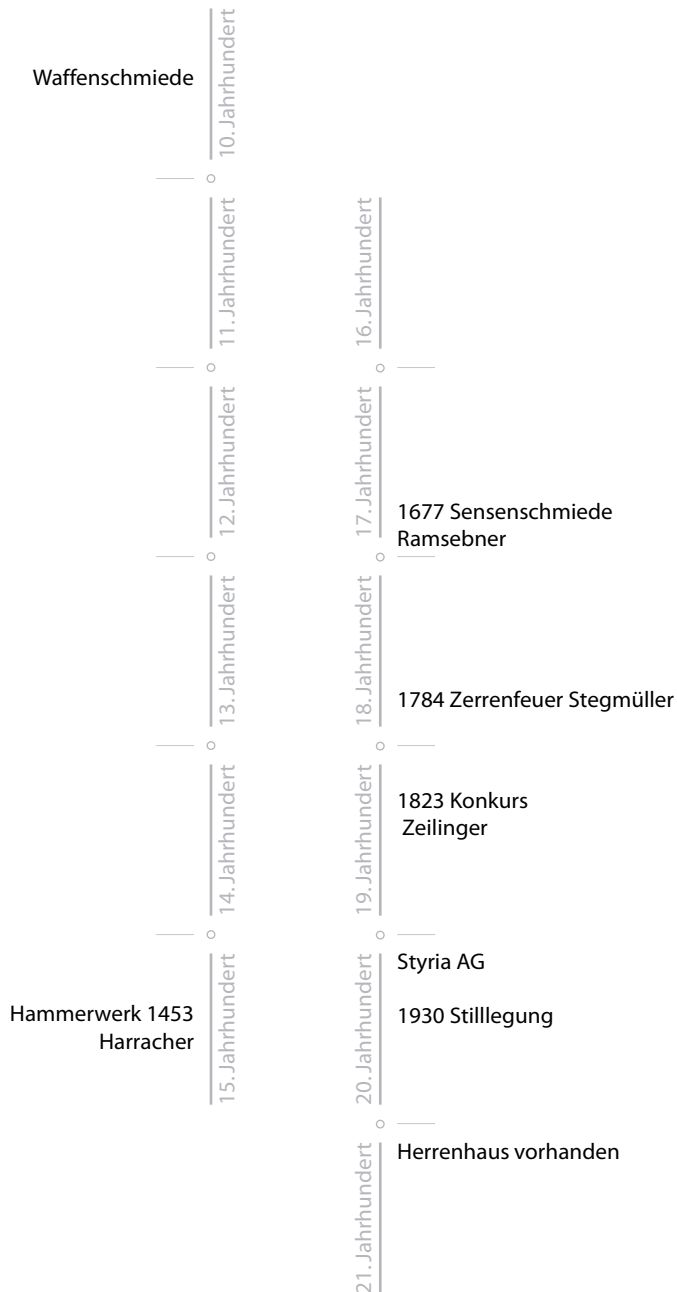 Waffenschmiede
10. Jahrhundert
11. Jahrhundert
12. Jahrhundert
13. Jahrhundert
14. Jahrhundert
Hammerwerk 1453
Harracher
15. Jahrhundert
16. Jahrhundert
17. Jahrhundert
1677 Sensenschmiede
Ramsebner
18. Jahrhundert
1784 Zerrenfeuer Stegmüller
19. Jahrhundert
1823 Konkurs
Zeilinger
20. Jahrhundert
Styria AG
1930 Stilllegung
21. Jahrhundert
Herrenhaus vorhanden